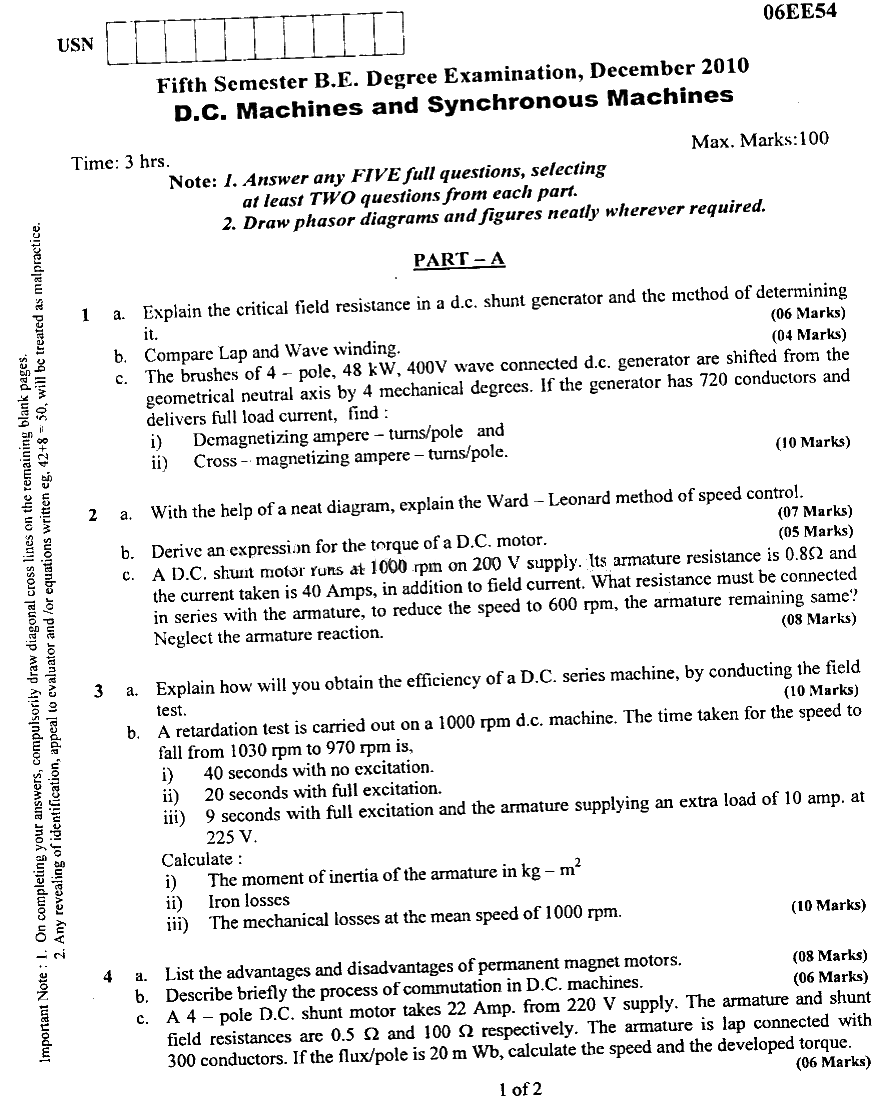 06EE54
USN
Fifth Semester B.E. Degree Examination, December 2010
D.C. Machines and Synchronous Machines
Time: 3 hrs.
Max. Marks:100
Note: 1. Answer any FIVE full questions, selecting
at least TWO questions from each part.
2. Draw phasor diagrams and figures neatly wherever required.
PART – A
1 a. Explain the critical field resistance in a d.c. shunt generator and the method of determining
it. (06 Marks)
b. Compare Lap and Wave winding. (04 Marks)
c. The brushes of 4 – pole, 48 kW, 400V wave connected d.c. generator are shifted from the
geometrical neutral axis by 4 mechanical degrees. If the generator has 720 conductors and
delivers full load current, find :
i) Demagnetizing ampere – turns/pole and
ii) Cross – magnetizing ampere – turns/pole. (10 Marks)
2 a. With the help of a neat diagram, explain the Ward – Leonard method of speed control.
(07 Marks)
b. Derive an expression for the torque of a D.C. motor. (05 Marks)
c. A D.C. shunt motor runs at 1000 rpm on 200 V supply. Its armature resistance is 0.8Ω and
the current taken is 40 Amps, in addition to field current. What resistance must be connected
in series with the armature, to reduce the speed to 600 rpm, the armature remaining same?
Neglect the armature reaction. (08 Marks)
3 a. Explain how will you obtain the efficiency of a D.C. series machine, by conducting the field
test. (10 Marks)
b. A retardation test is carried out on a 1000 rpm d.c. machine. The time taken for the speed to
fall from 1030 rpm to 970 rpm is,
i) 40 seconds with no excitation.
ii) 20 seconds with full excitation.
iii) 9 seconds with full excitation and the armature supplying an extra load of 10 amp. at
225 V.
Calculate :
i) The moment of inertia of the armature in kg – m²
ii) Iron losses
iii) The mechanical losses at the mean speed of 1000 rpm. (10 Marks)
4 a. List the advantages and disadvantages of permanent magnet motors. (08 Marks)
b. Describe briefly the process of commutation in D.C. machines. (06 Marks)
c. A 4 – pole D.C. shunt motor takes 22 Amp. from 220 V supply. The armature and shunt
field resistances are 0.5 Ω and 100 Ω respectively. The armature is lap connected with
300 conductors. If the flux/pole is 20 m Wb, calculate the speed and the developed torque.
(06 Marks)
1 of 2
Important Note : 1. On completing your answers, compulsorily draw diagonal cross lines on the remaining blank pages.
2. Any revealing of identification, appeal to evaluator and /or equations written eg, 42+8 = 50, will be treated as malpractice.